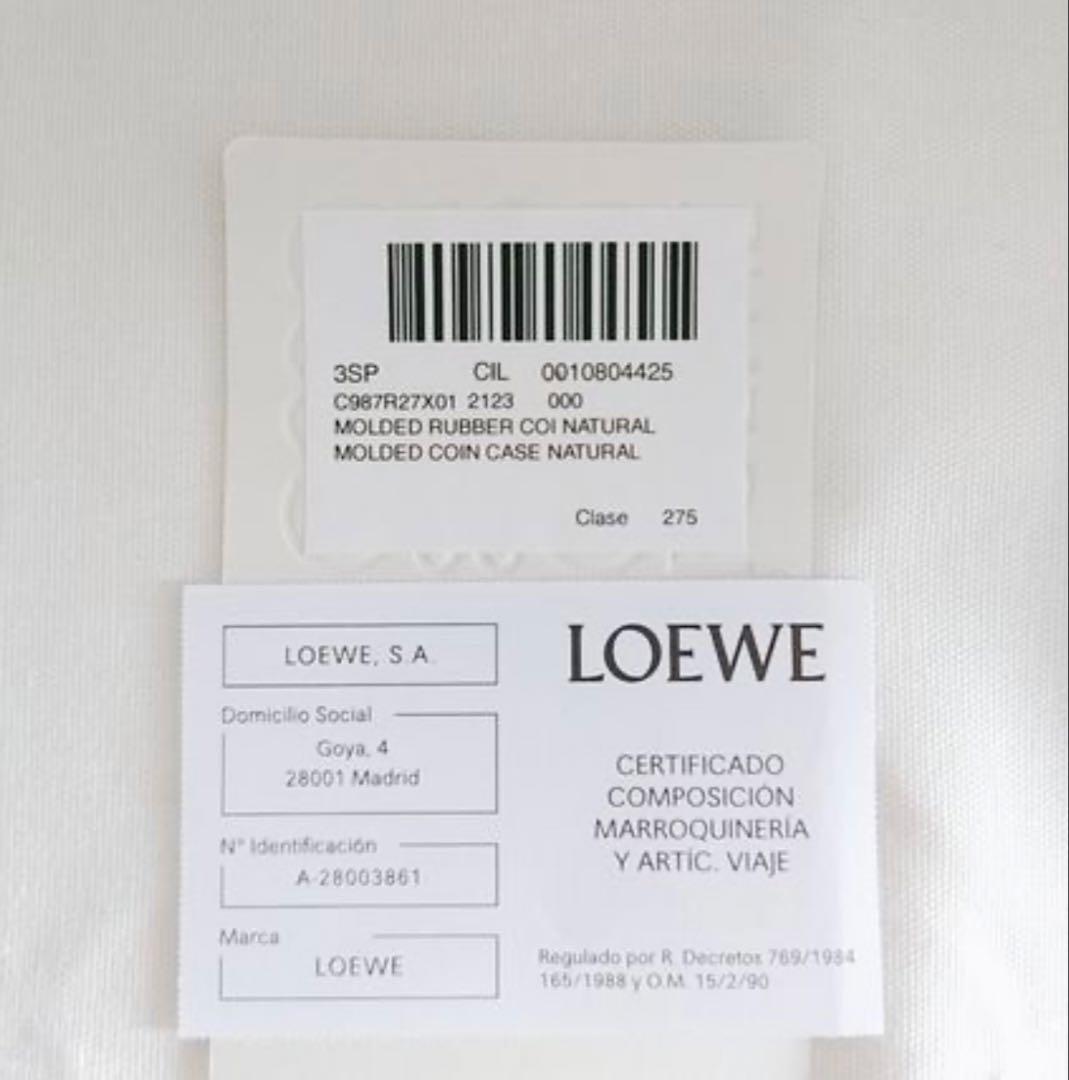 3SP CIL 0010804425
C987R27X01 2123 000
MOLDED RUBBER COI NATURAL
MOLDED COIN CASE NATURAL
Clase 275
LOEWE, S.A.
Domicilio Social
Goya, 4
28001 Madrid
N° Identificación
A-28003861
Marca
LOEWE
LOEWE
CERTIFICADO
COMPOSICIÓN
MARROQUINERÍA
Y ARTÍC. VIAJE
Regulado por R. Decretos 769/1984
165/1988 y O.M. 15/2/90